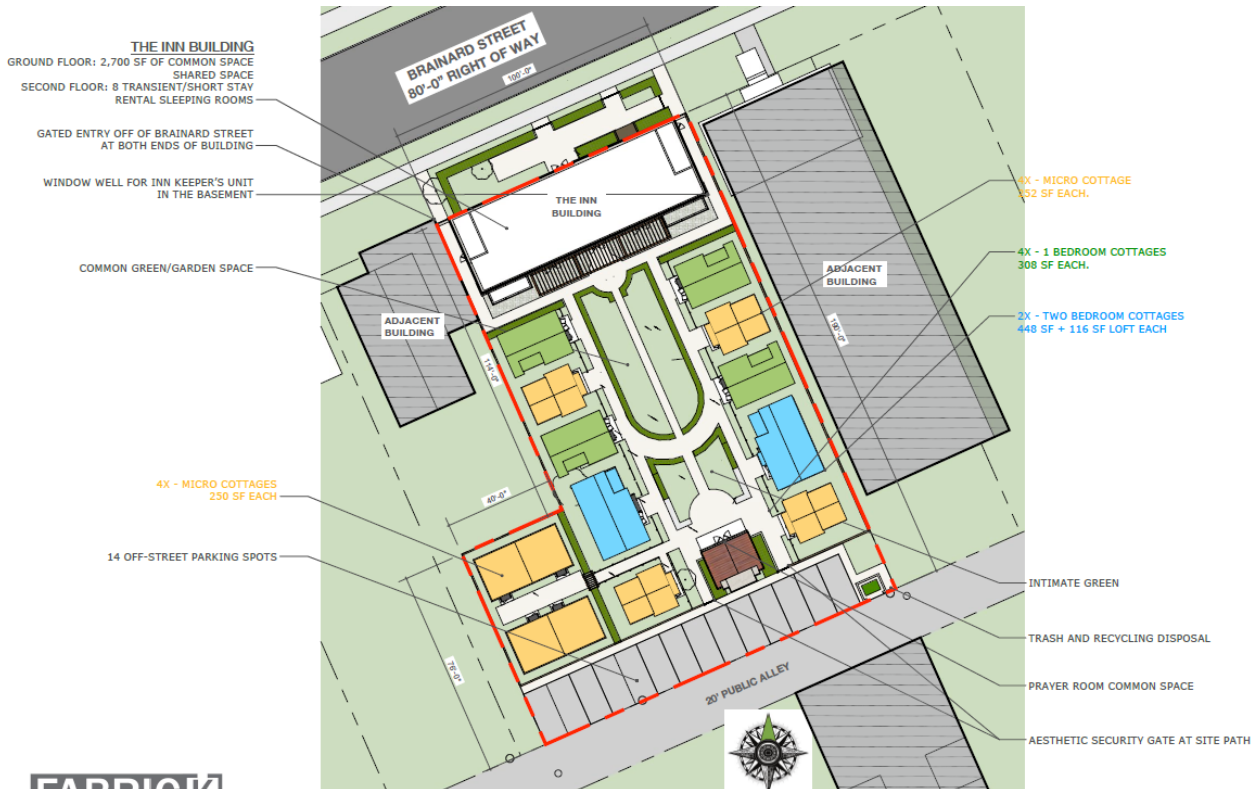 THE INN BUILDING
GROUND FLOOR: 2,700 SF OF COMMON SPACE
SHARED SPACE
SECOND FLOOR: 8 TRANSIENT/SHORT STAY
RENTAL SLEEPING ROOMS
GATED ENTRY OFF OF BRAINARD STREET
AT BOTH ENDS OF BUILDING
WINDOW WELL FOR INN KEEPER'S UNIT
IN THE BASEMENT
COMMON GREEN/GARDEN SPACE
4X - MICRO COTTAGES
250 SF EACH
14 OFF-STREET PARKING SPOTS
BRAINARD STREET
80'-0" RIGHT OF WAY
100'-0"
THE INN
BUILDING
ADJACENT
BUILDING
ADJACENT
BUILDING
190'-0"
114'-0"
40'-0"
76'-0"
20' PUBLIC ALLEY
4X - MICRO COTTAGE
252 SF EACH.
4X - 1 BEDROOM COTTAGES
308 SF EACH.
2X - TWO BEDROOM COTTAGES
448 SF + 116 SF LOFT EACH
INTIMATE GREEN
TRASH AND RECYCLING DISPOSAL
PRAYER ROOM COMMON SPACE
AESTHETIC SECURITY GATE AT SITE PATH